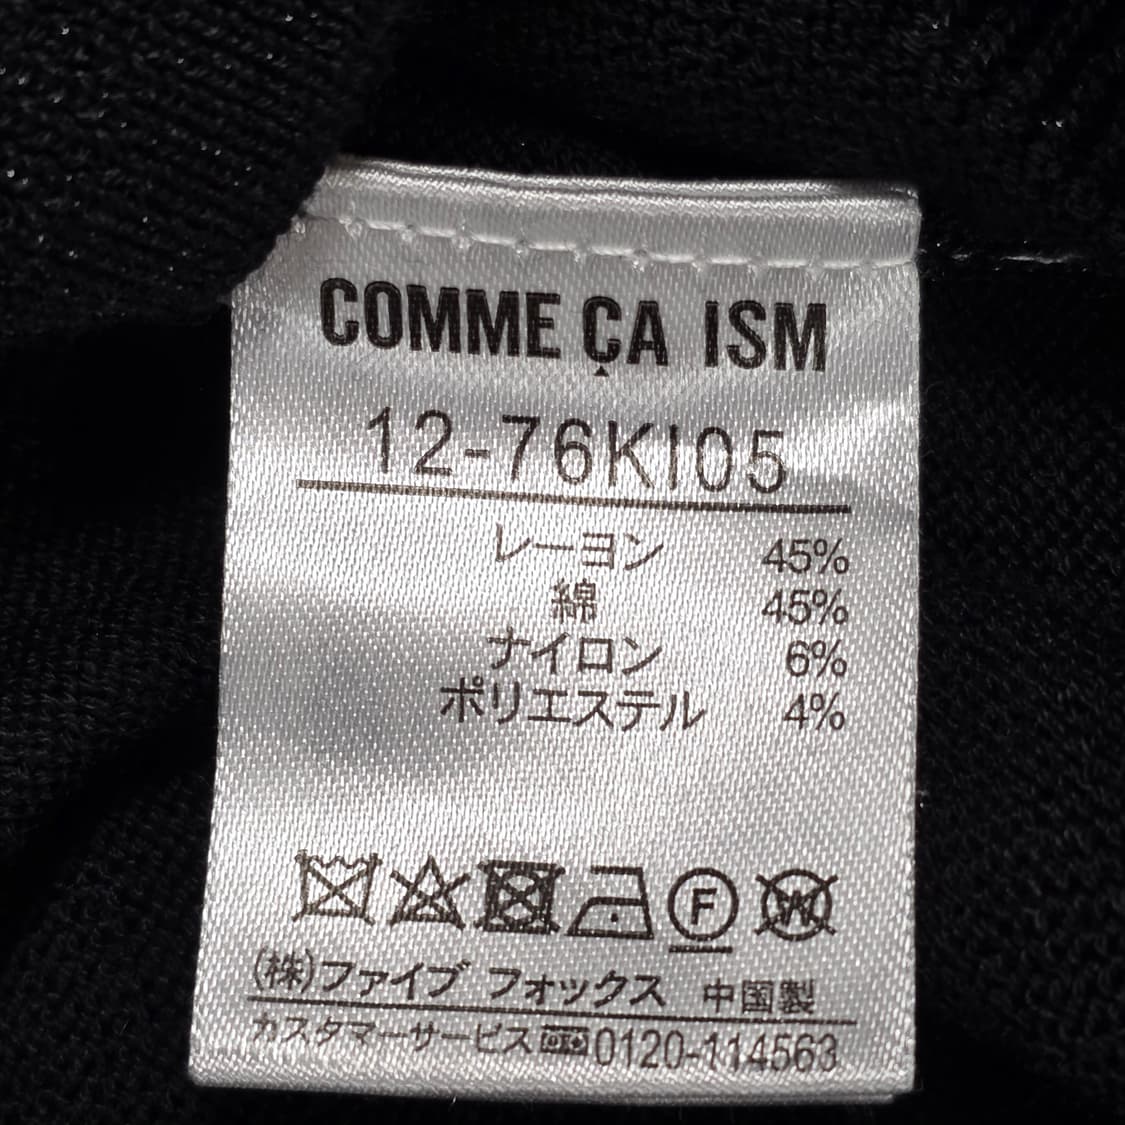 COMME ÇA ISM
12-76KI05
レーヨン 45%
綿 45%
ナイロン 6%
ポリエステル 4%
F W
(株)ファイブ フォックス 中国製
カスタマーサービス 0120-114563